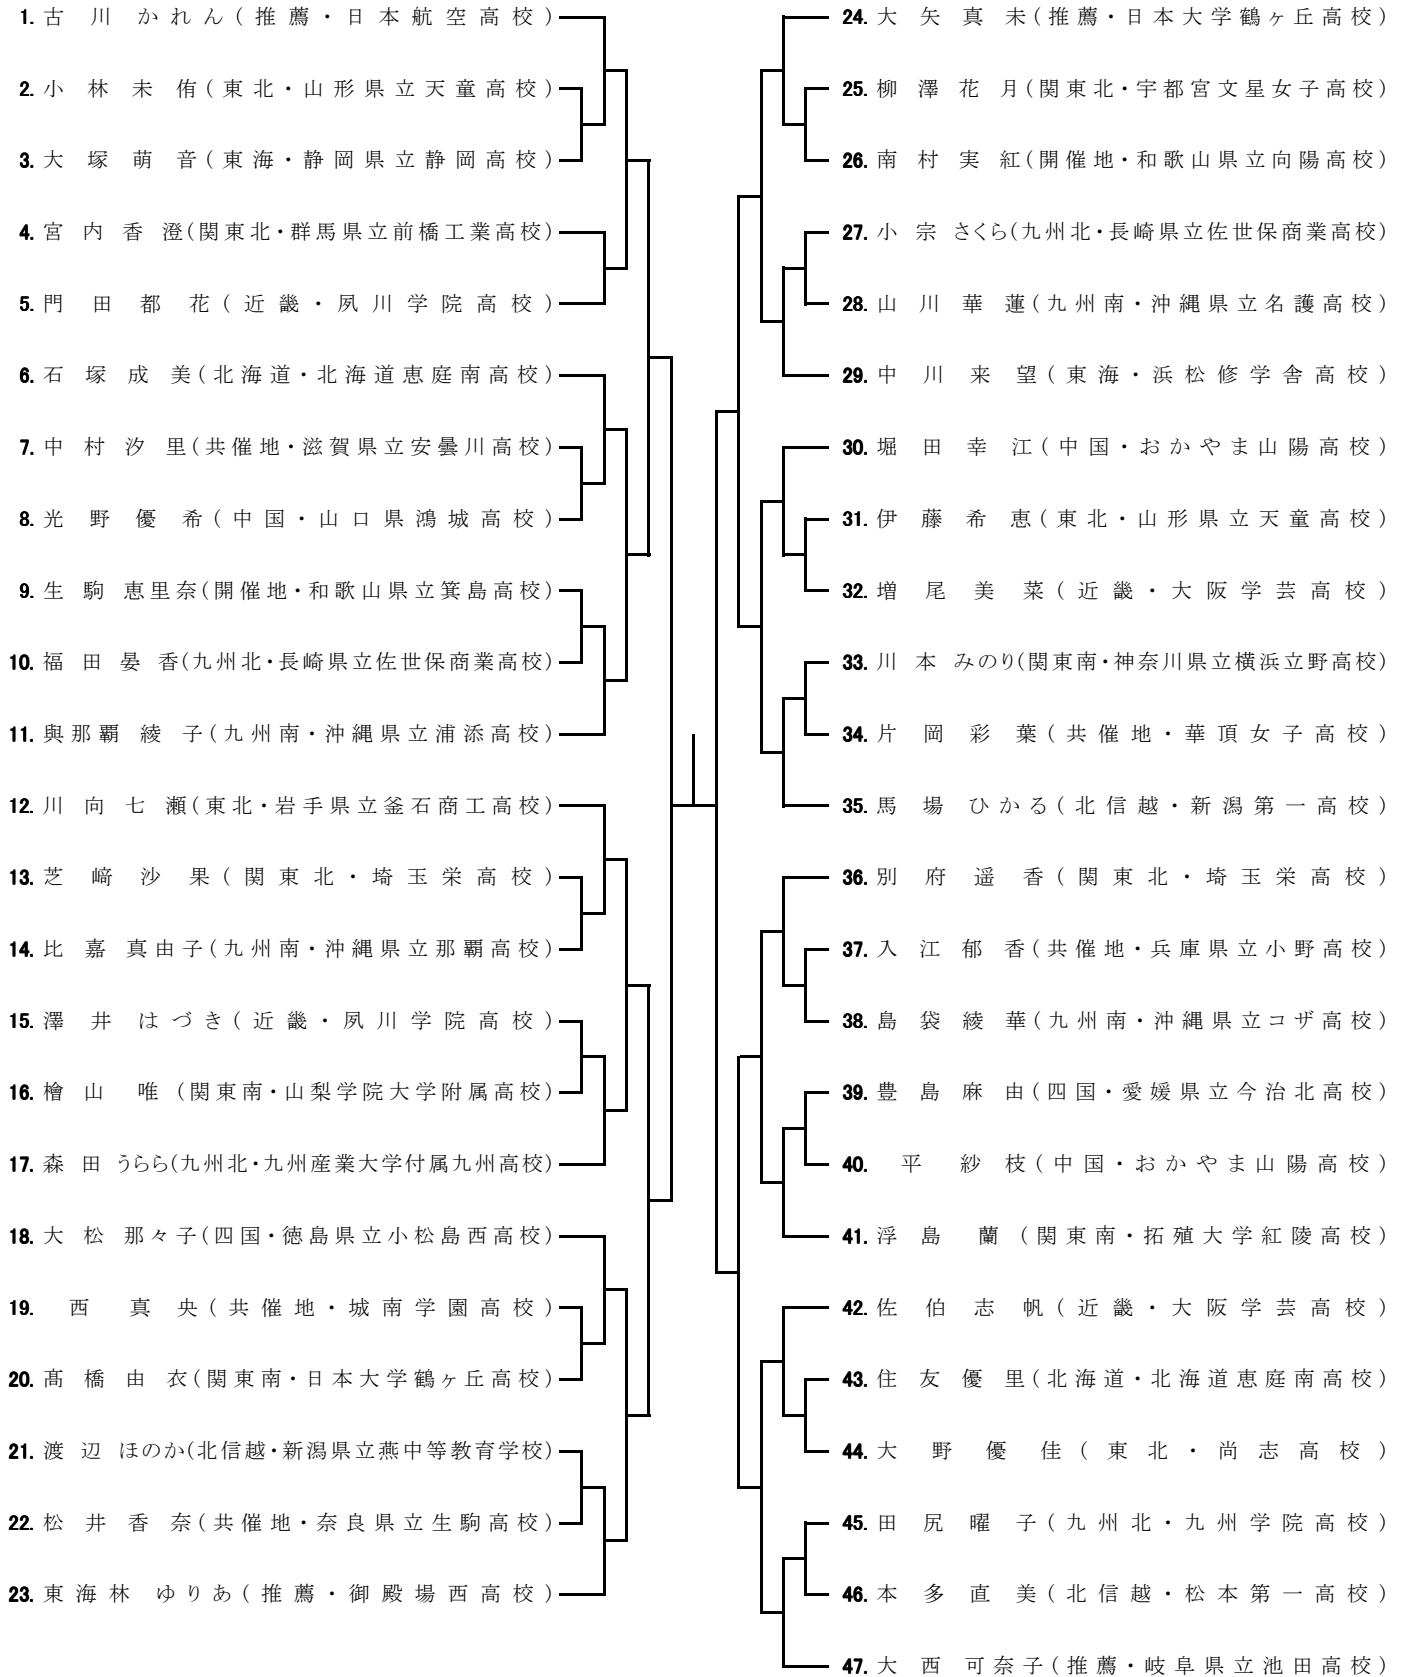 1. 古川 かれん(推薦・日本航空高校)
2. 小林未侑(東北・山形県立天童高校)
3. 大塚萌音(東海・静岡県立静岡高校)
4. 宮内香澄(関東北・群馬県立前橋工業高校)
5. 門田都花(近畿・夙川学院高校)
6. 石塚成美(北海道・北海道恵庭南高校)
7. 中村汐里(共催地・滋賀県立安曇川高校)
8. 光野優希(中国・山口県鴻城高校)
9. 生駒恵里奈(開催地・和歌山県立箕島高校)
10. 福田晏香(九州北・長崎県立佐世保商業高校)
11. 與那覇綾子(九州南・沖縄県立浦添高校)
12. 川向七瀬(東北・岩手県立釜石商工高校)
13. 芝﨑沙果(関東北・埼玉栄高校)
14. 比嘉真由子(九州南・沖縄県立那覇高校)
15. 澤井はづき(近畿・夙川学院高校)
16. 檜山唯(関東南・山梨学院大学附属高校)
17. 森田うらら(九州北・九州産業大学付属九州高校)
18. 大松那々子(四国・徳島県立小松島西高校)
19. 西真央(共催地・城南学園高校)
20. 髙橋由衣(関東南・日本大学鶴ヶ丘高校)
21. 渡辺ほのか(北信越・新潟県立燕中等教育学校)
22. 松井香奈(共催地・奈良県立生駒高校)
23. 東海林ゆりあ(推薦・御殿場西高校)
24. 大矢真未(推薦・日本大学鶴ヶ丘高校)
25. 柳澤花月(関東北・宇都宮文星女子高校)
26. 南村実紅(開催地・和歌山県立向陽高校)
27. 小宗さくら(九州北・長崎県立佐世保商業高校)
28. 山川華蓮(九州南・沖縄県立名護高校)
29. 中川来望(東海・浜松修学舎高校)
30. 堀田幸江(中国・おかやま山陽高校)
31. 伊藤希恵(東北・山形県立天童高校)
32. 増尾美菜(近畿・大阪学芸高校)
33. 川本みのり(関東南・神奈川県立横浜立野高校)
34. 片岡彩葉(共催地・華頂女子高校)
35. 馬場ひかる(北信越・新潟第一高校)
36. 別府遥香(関東北・埼玉栄高校)
37. 入江郁香(共催地・兵庫県立小野高校)
38. 島袋綾華(九州南・沖縄県立コザ高校)
39. 豊島麻由(四国・愛媛県立今治北高校)
40. 平紗枝(中国・おかやま山陽高校)
41. 浮島蘭(関東南・拓殖大学紅陵高校)
42. 佐伯志帆(近畿・大阪学芸高校)
43. 住友優里(北海道・北海道恵庭南高校)
44. 大野優佳(東北・尚志高校)
45. 田尻曜子(九州北・九州学院高校)
46. 本多直美(北信越・松本第一高校)
47. 大西可奈子(推薦・岐阜県立池田高校)